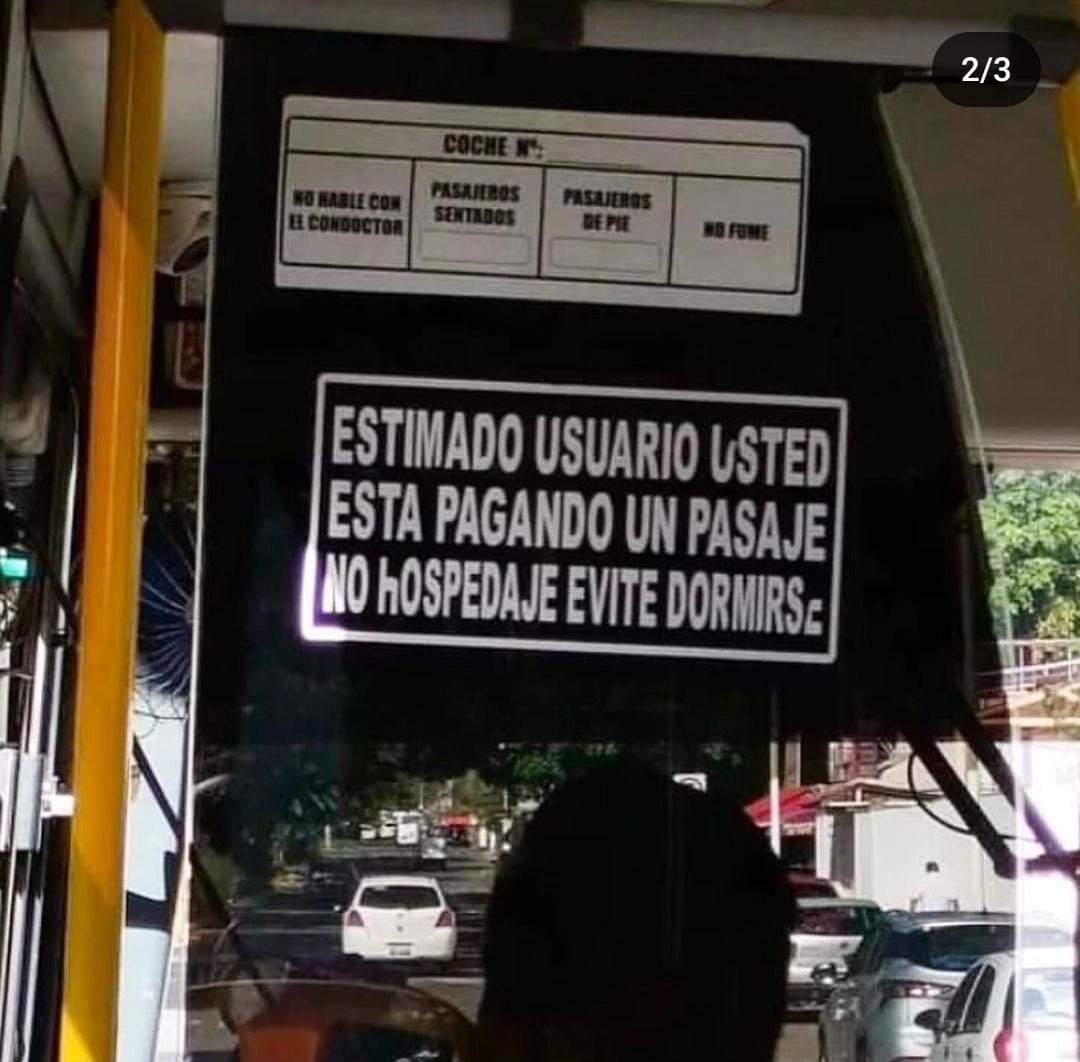 2/3
COCHE Nº:
NO HABLE CON
EL CONDUCTOR
PASAJEROS
SENTADOS
PASAJEROS
DE PIE
NO FUME
ESTIMADO USUARIO USTED
ESTA PAGANDO UN PASAJE
NO hOSPEDAJE EVITE DORMIRSE